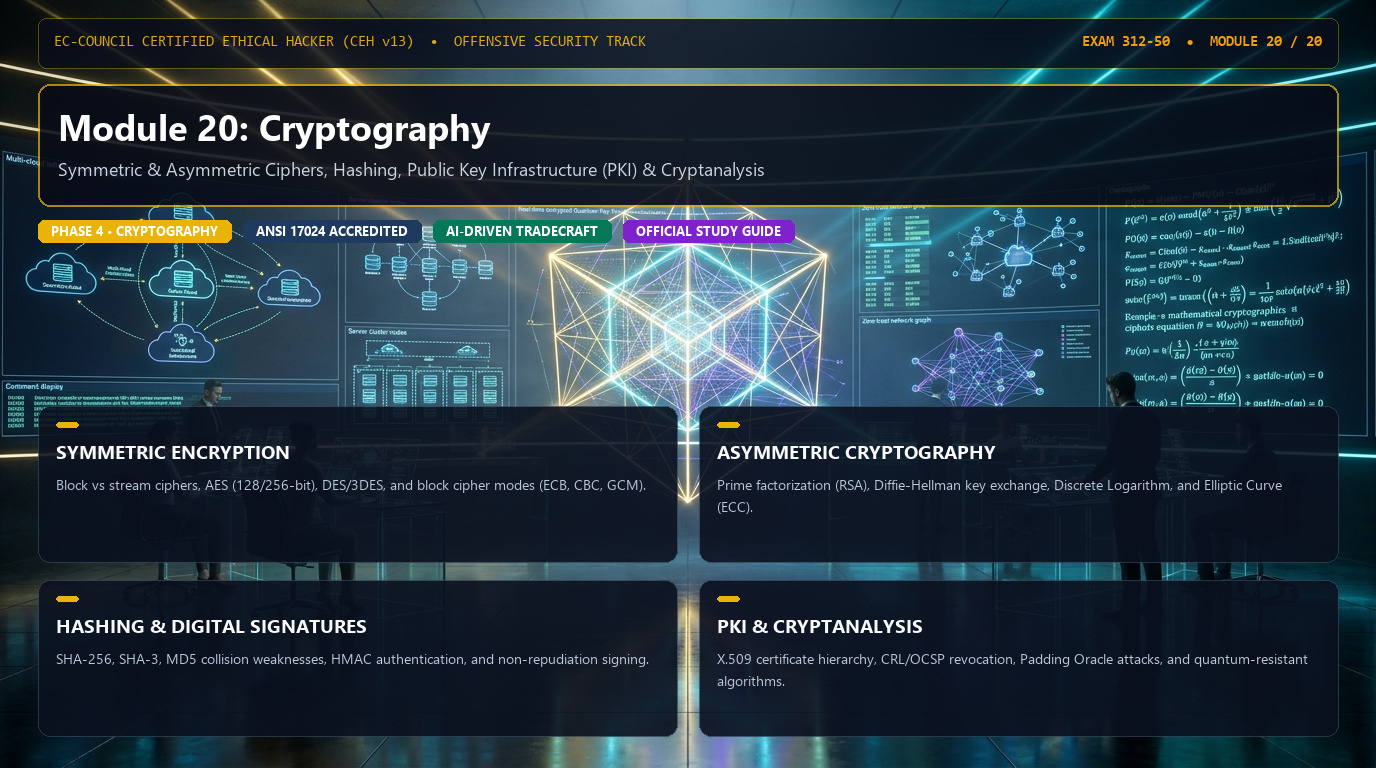 EC-COUNCIL CERTIFIED ETHICAL HACKER (CEH v13) • OFFENSIVE SECURITY TRACK
EXAM 312-50 • MODULE 20 / 20
Module 20: Cryptography
Symmetric & Asymmetric Ciphers, Hashing, Public Key Infrastructure (PKI) & Cryptanalysis
PHASE 4 • CRYPTOGRAPHY
ANSI 17024 ACCREDITED
AI-DRIVEN TRADECRAFT
OFFICIAL STUDY GUIDE
Server Cluster nodes
Comment display
SYMMETRIC ENCRYPTION
Block vs stream ciphers, AES (128/256-bit), DES/3DES, and block cipher modes (ECB, CBC, GCM).
ASYMMETRIC CRYPTOGRAPHY
Prime factorization (RSA), Diffie-Hellman key exchange, Discrete Logarithm, and Elliptic Curve
(ECC).
HASHING & DIGITAL SIGNATURES
SHA-256, SHA-3, MD5 collision weaknesses, HMAC authentication, and non-repudiation signing.
PKI & CRYPTANALYSIS
X.509 certificate hierarchy, CRL/OCSP revocation, Padding Oracle attacks, and quantum-resistant
algorithms.